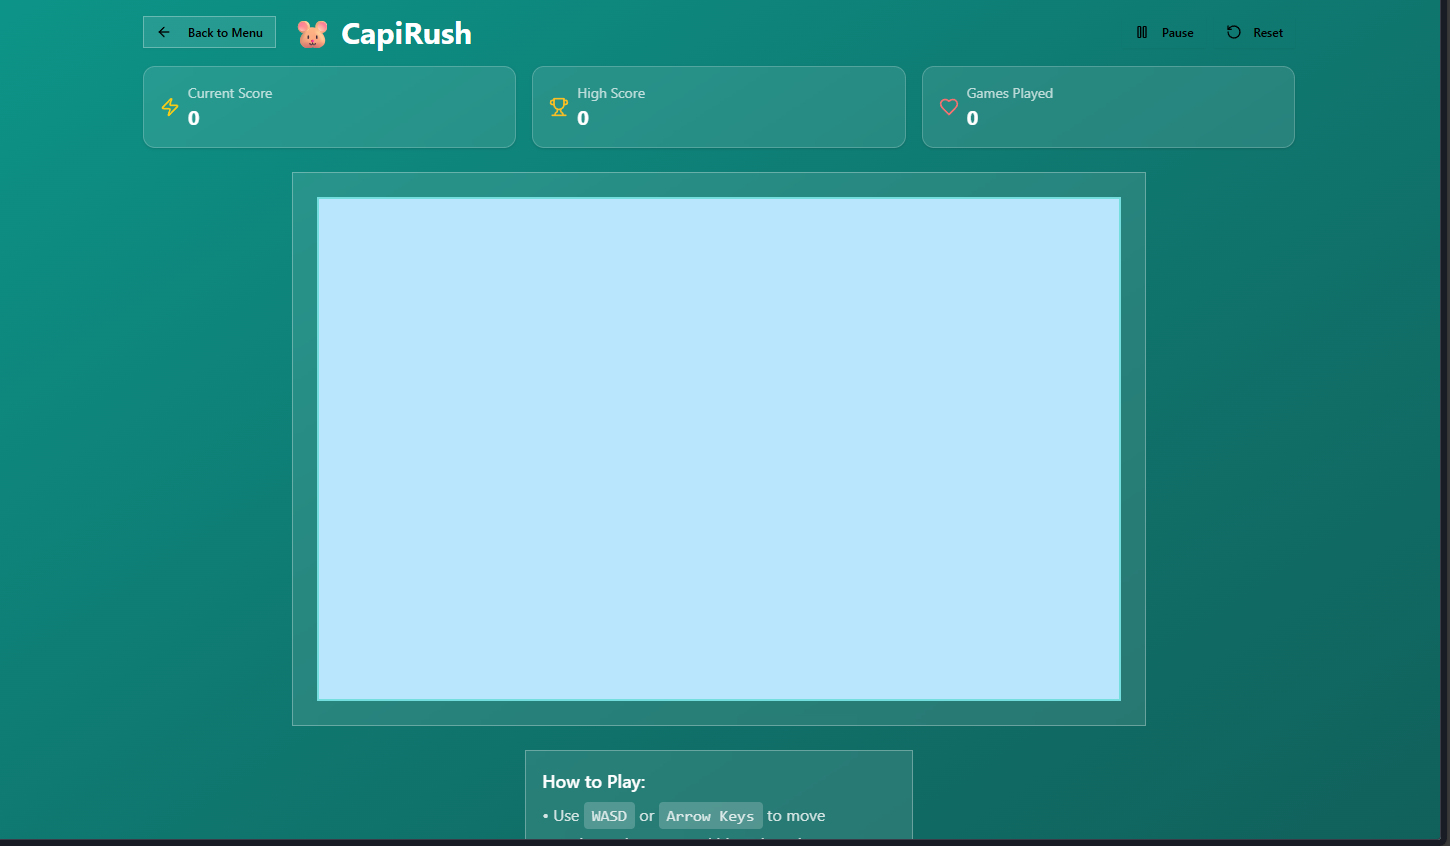 Back to Menu
CapiRush
Pause
Reset
Current Score
0
High Score
0
Games Played
0
How to Play:
• Use WASD or Arrow Keys to move